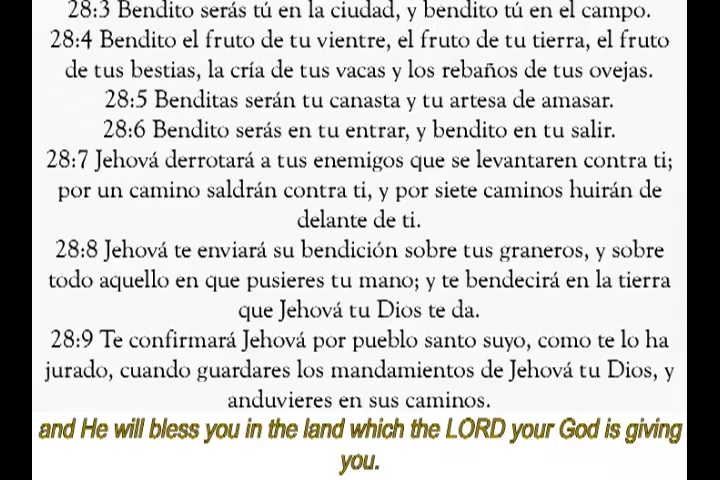 28:3 Bendito serás tú en la ciudad, y bendito tú en el campo.
28:4 Bendito el fruto de tu vientre, el fruto de tu tierra, el fruto
de tus bestias, la cría de tus vacas y los rebaños de tus ovejas.
28:5 Benditas serán tu canasta y tu artesa de amasar.
28:6 Bendito serás en tu entrar, y bendito en tu salir.
28:7 Jehová derrotará a tus enemigos que se levantaren contra ti;
por un camino saldrán contra ti, y por siete caminos huirán de
delante de ti.
28:8 Jehová te enviará su bendición sobre tus graneros, y sobre
todo aquello en que pusieres tu mano; y te bendecirá en la tierra
que Jehová tu Dios te da.
28:9 Te confirmará Jehová por pueblo santo suyo, como te lo ha
jurado, cuando guardares los mandamientos de Jehová tu Dios, y
anduvieres en sus caminos.
and He will bless you in the land which the LORD your God is giving
you.